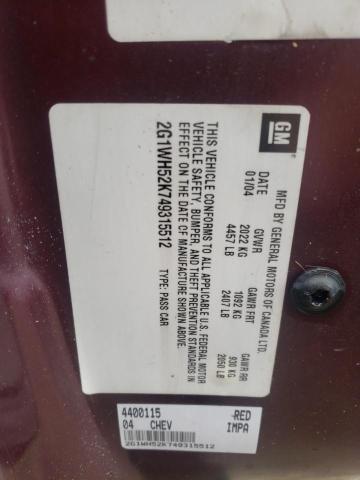 GM
MFD BY GENERAL MOTORS OF CANADA LTD.
DATE GVWR GAWR FRT GAWR RR
01/04 2022 KG 1092 KG 930 KG
4457 LB 2407 LB 2050 LB
THIS VEHICLE CONFORMS TO ALL APPLICABLE U.S. FEDERAL MOTOR
VEHICLE SAFETY, BUMPER, AND THEFT PREVENTION STANDARDS IN
EFFECT ON THE DATE OF MANUFACTURE SHOWN ABOVE.
2G1WH52K749315512 TYPE: PASS CAR
4400115 RED
04 CHEV IMPA
2G1WH52K749315512